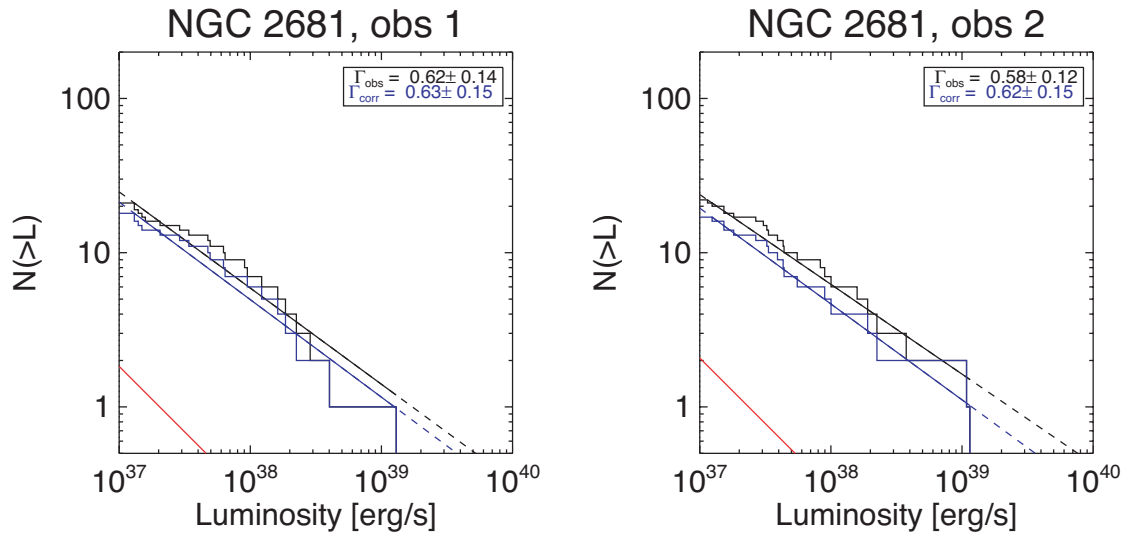 NGC 2681, obs 1
Γobs = 0.62± 0.14
Γcorr = 0.63± 0.15
100
10
1
N(>L)
10^37 10^38 10^39 10^40
Luminosity [erg/s]
NGC 2681, obs 2
Γobs = 0.58± 0.12
Γcorr = 0.62± 0.15
100
10
1
N(>L)
10^37 10^38 10^39 10^40
Luminosity [erg/s]